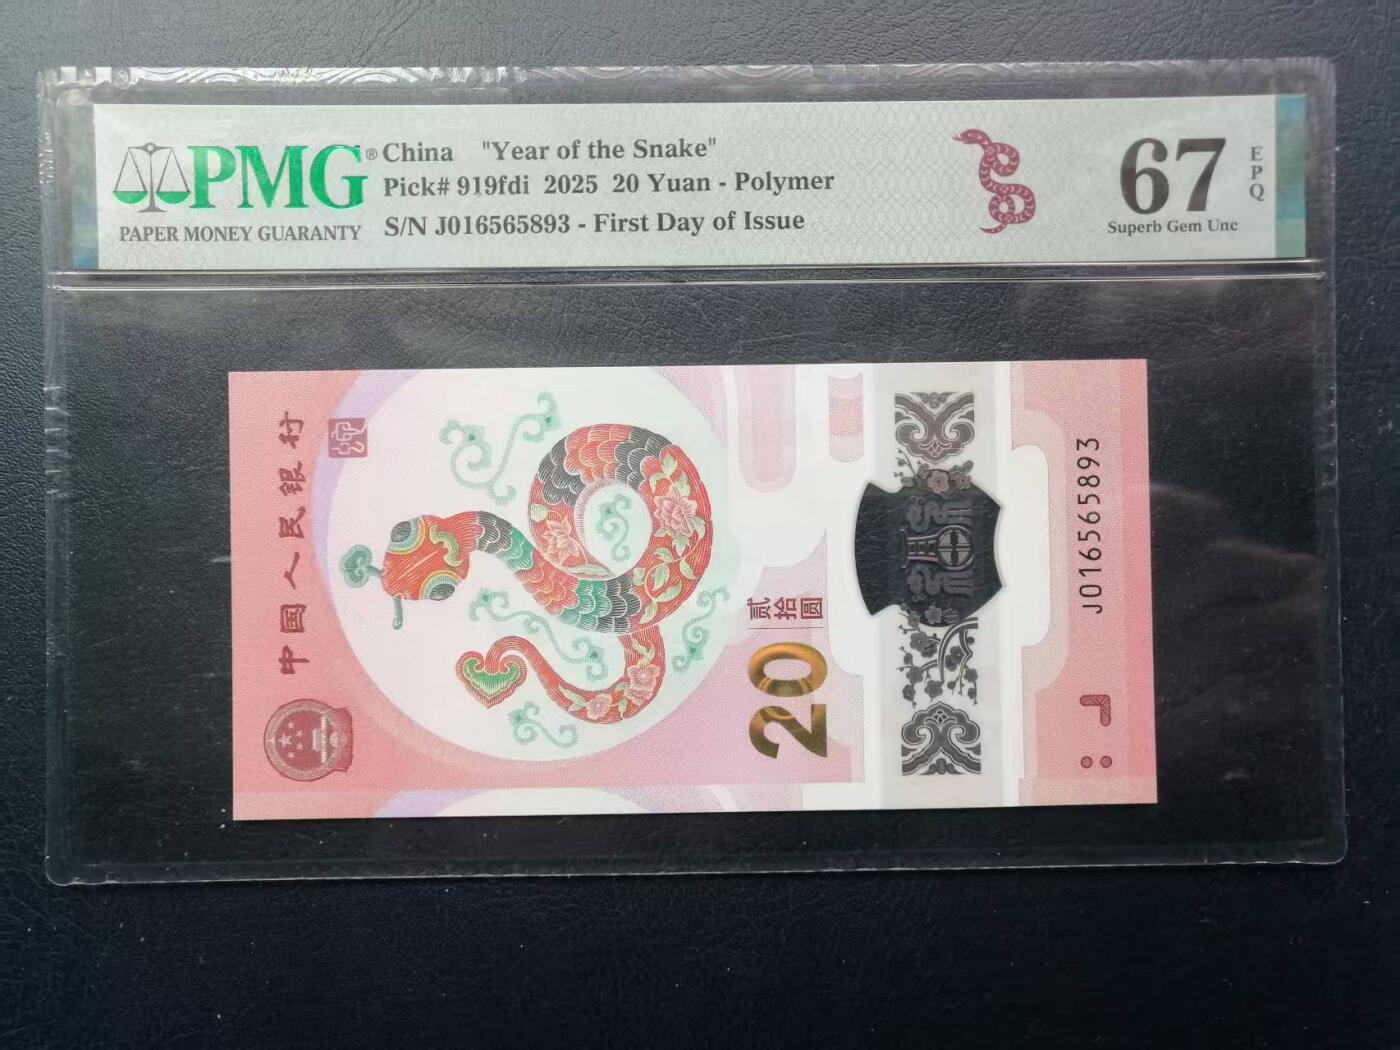 PMG®
PAPER MONEY GUARANTY
China "Year of the Snake"
Pick# 919fdi 2025 20 Yuan - Polymer
S/N J016565893 - First Day of Issue
67
EPQ
Superb Gem Unc
中国人民银行
贰拾圆
20
J016565893